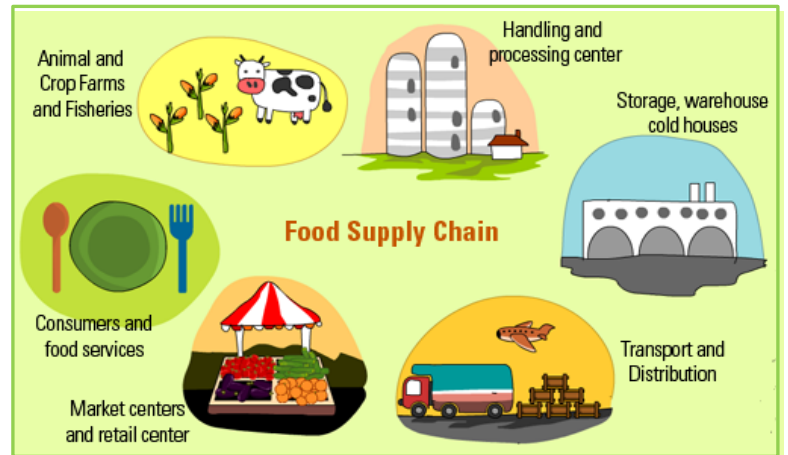 Animal and
Crop Farms
and Fisheries
Handling and
processing center
Storage, warehouse
cold houses
Food Supply Chain
Consumers and
food services
Transport and
Distribution
Market centers
and retail center